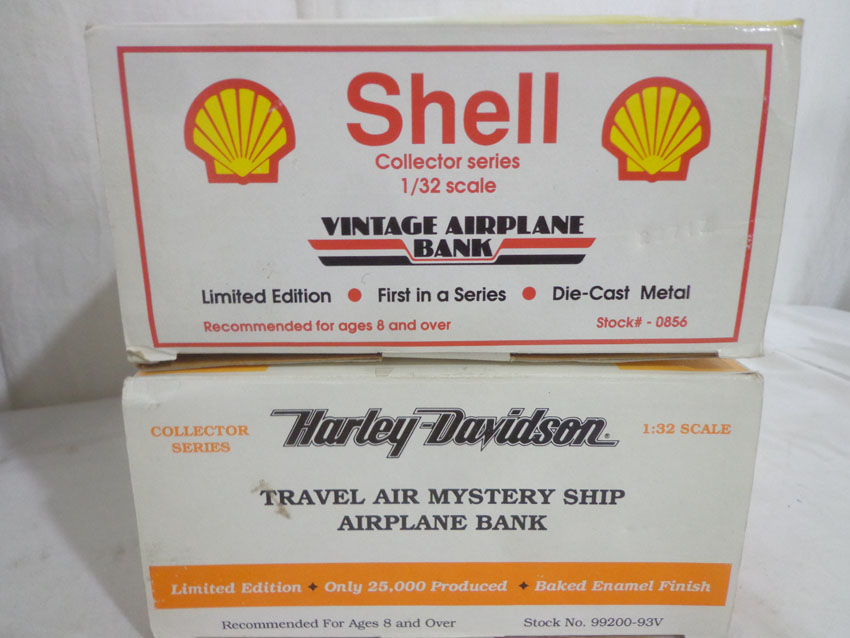 Shell
Collector series
1/32 scale
VINTAGE AIRPLANE
BANK
Limited Edition ● First in a Series ● Die-Cast Metal
Recommended for ages 8 and over Stock# - 0856
COLLECTOR
SERIES
Harley-Davidson®
1:32 SCALE
TRAVEL AIR MYSTERY SHIP
AIRPLANE BANK
Limited Edition ✦ Only 25,000 Produced ✦ Baked Enamel Finish
Recommended For Ages 8 and Over Stock No. 99200-93V